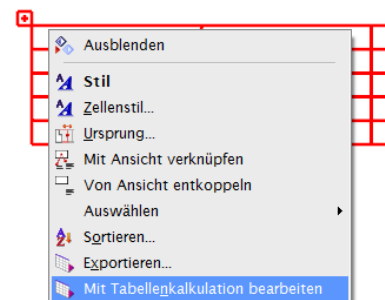 Ausblenden
Stil
Zellenstil...
Ursprung...
Mit Ansicht verknüpfen
Von Ansicht entkoppeln
Auswählen
Sortieren...
Exportieren...
Mit Tabellenkalkulation bearbeiten